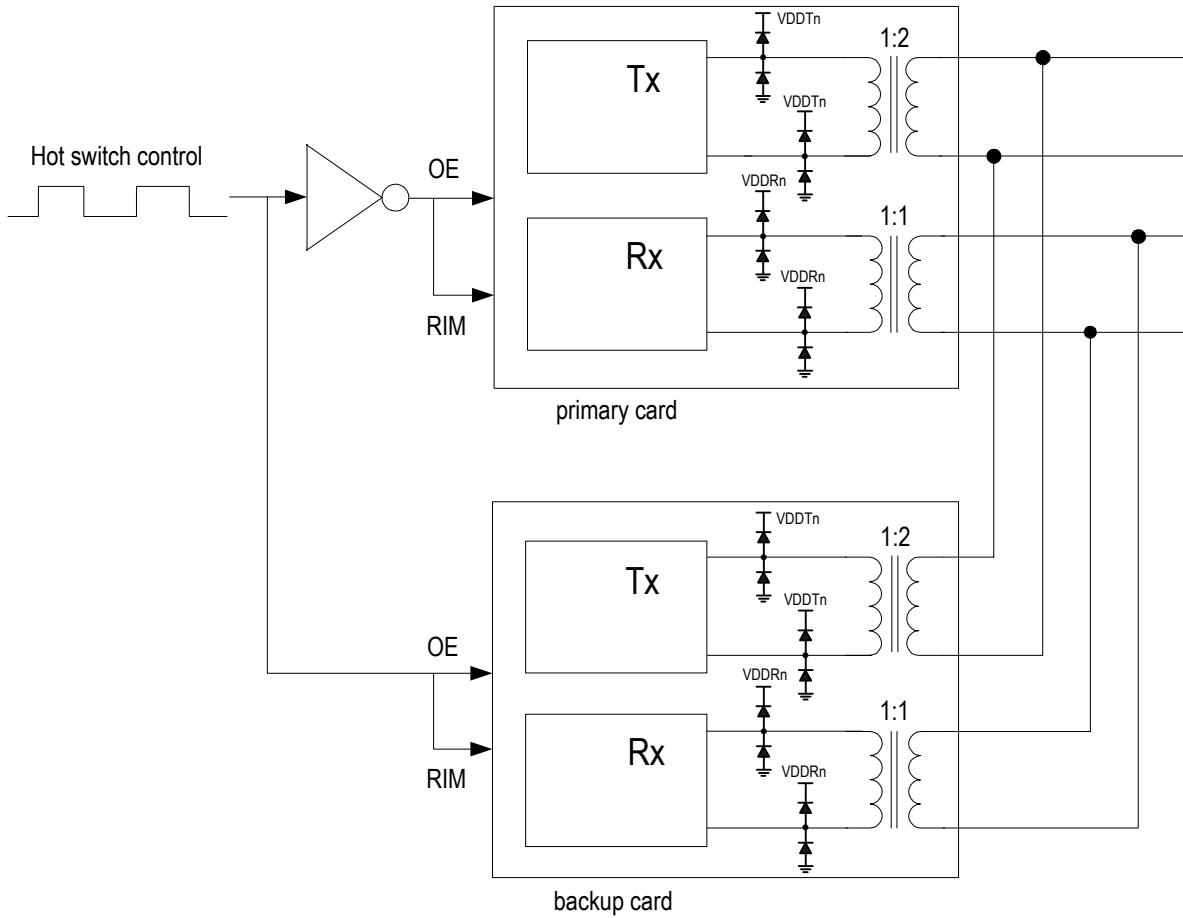 VDDTn
1:2
Tx
VDDTn
Hot switch control
OE
VDDRn
1:1
Rx
VDDRn
RIM
primary card
VDDTn
1:2
Tx
VDDTn
OE
VDDRn
1:1
Rx
VDDRn
RIM
backup card